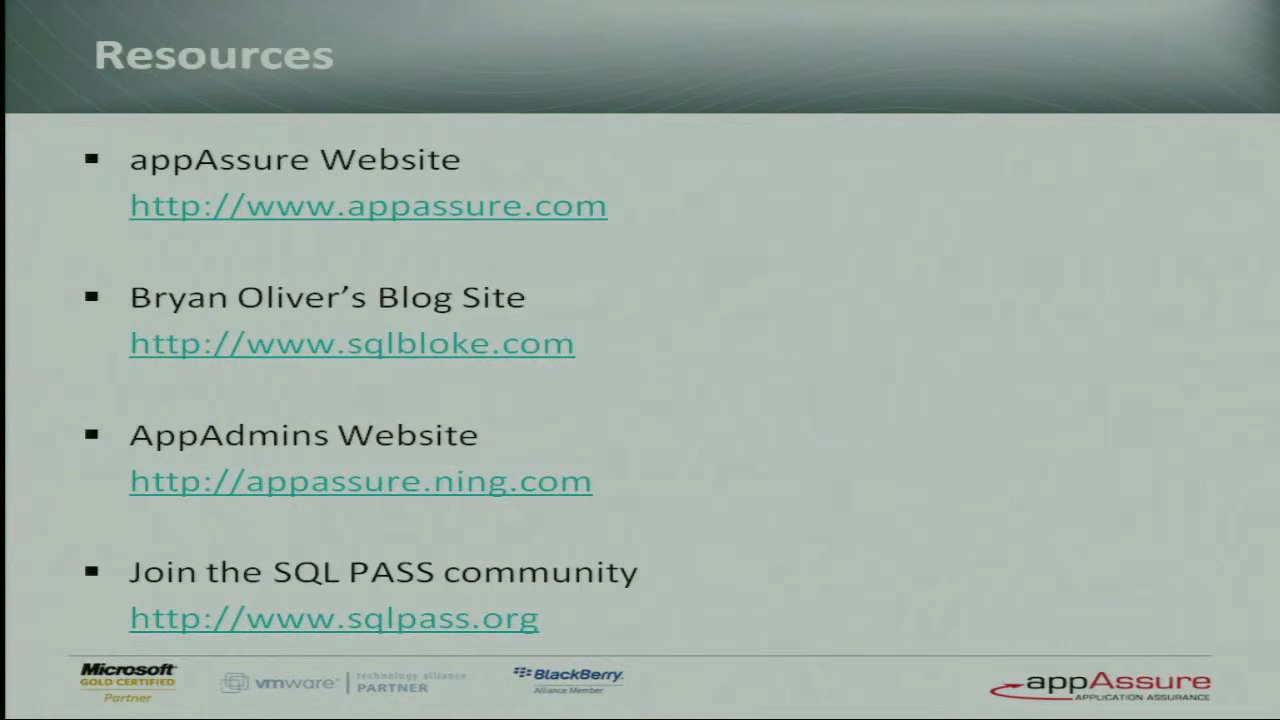 Resources
appAssure Website
http://www.appassure.com
Bryan Oliver’s Blog Site
http://www.sqlbloke.com
AppAdmins Website
http://appassure.ning.com
Join the SQL PASS community
http://www.sqlpass.org
Microsoft
GOLD CERTIFIED
Partner
vmware
technology alliance
PARTNER
BlackBerry
Alliance Member
appAssure
APPLICATION ASSURANCE